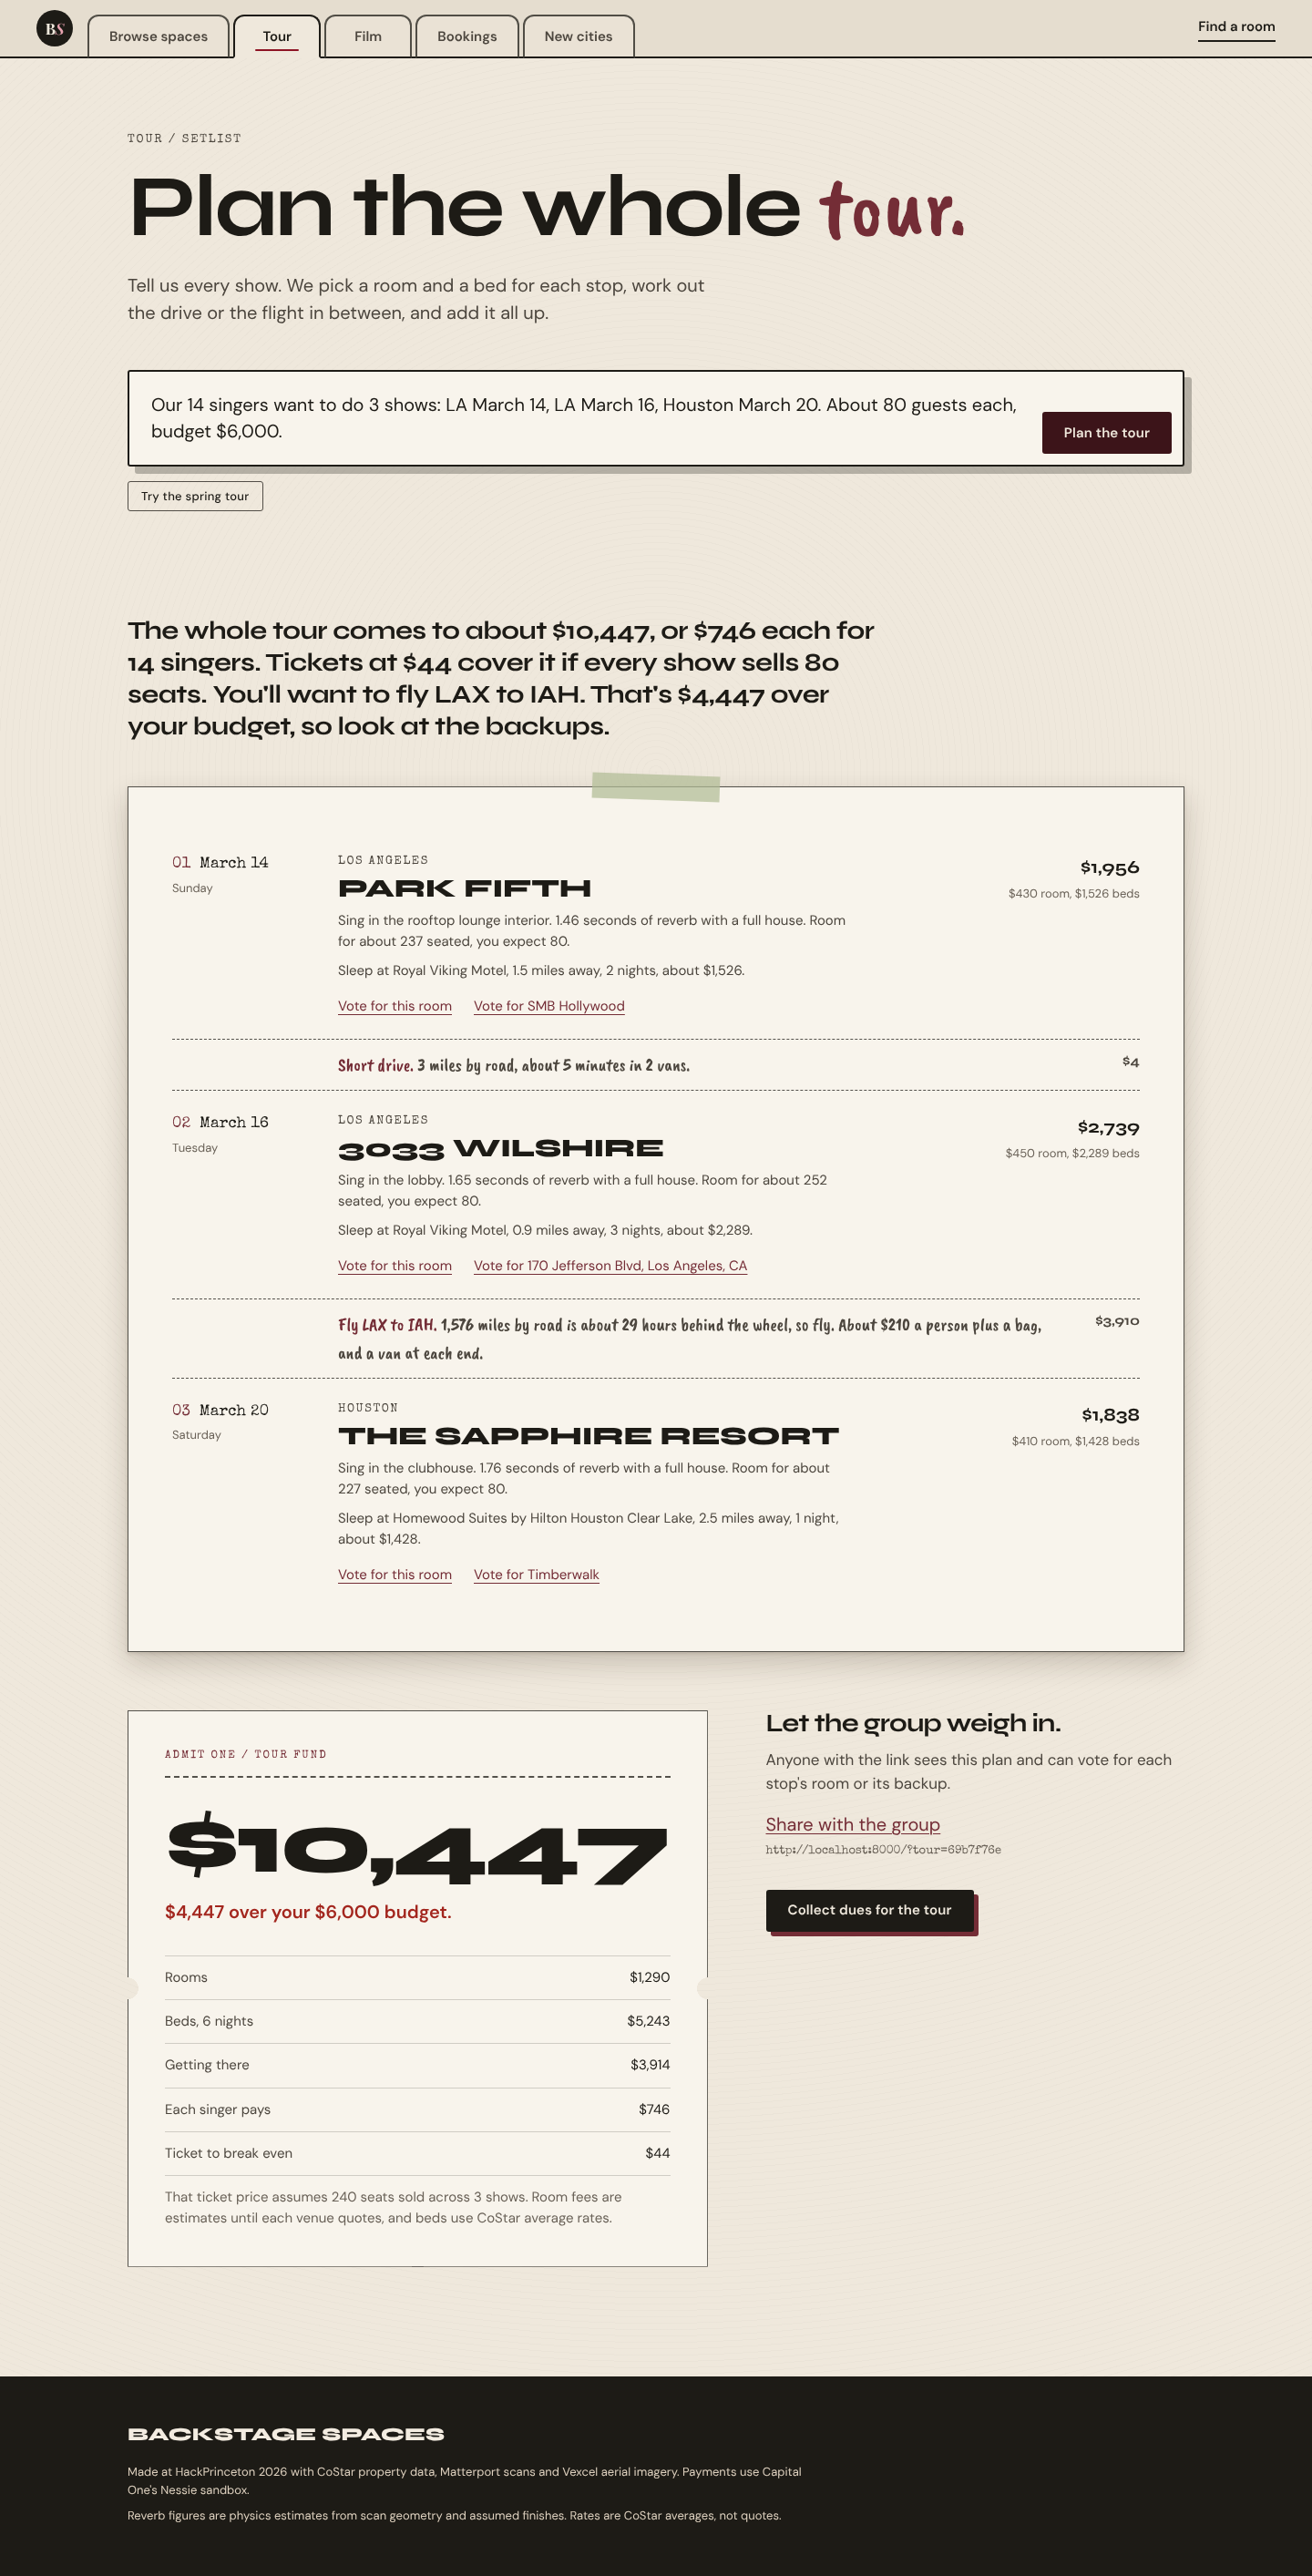 BS
Browse spaces
Tour
Film
Bookings
New cities
Find a room
TOUR / SETLIST
Plan the whole tour.
Tell us every show. We pick a room and a bed for each stop, work out
the drive or the flight in between, and add it all up.
Our 14 singers want to do 3 shows: LA March 14, LA March 16, Houston March 20. About 80 guests each,
budget $6,000.
Plan the tour
Try the spring tour
The whole tour comes to about $10,447, or $746 each for
14 singers. Tickets at $44 cover it if every show sells 80
seats. You'll want to fly LAX to IAH. That's $4,447 over
your budget, so look at the backups.
01 March 14
Sunday
LOS ANGELES
PARK FIFTH
Sing in the rooftop lounge interior. 1.46 seconds of reverb with a full house. Room
for about 237 seated, you expect 80.
Sleep at Royal Viking Motel, 1.5 miles away, 2 nights, about $1,526.
Vote for this room
Vote for SMB Hollywood
$1,956
$430 room, $1,526 beds
Short drive. 3 miles by road, about 5 minutes in 2 vans.
$4
02 March 16
Tuesday
LOS ANGELES
3033 WILSHIRE
Sing in the lobby. 1.65 seconds of reverb with a full house. Room for about 252
seated, you expect 80.
Sleep at Royal Viking Motel, 0.9 miles away, 3 nights, about $2,289.
Vote for this room
Vote for 170 Jefferson Blvd, Los Angeles, CA
$2,739
$450 room, $2,289 beds
Fly LAX to IAH. 1,576 miles by road is about 29 hours behind the wheel, so fly. About $210 a person plus a bag,
and a van at each end.
$3,910
03 March 20
Saturday
HOUSTON
THE SAPPHIRE RESORT
Sing in the clubhouse. 1.76 seconds of reverb with a full house. Room for about
227 seated, you expect 80.
Sleep at Homewood Suites by Hilton Houston Clear Lake, 2.5 miles away, 1 night,
about $1,428.
Vote for this room
Vote for Timberwalk
$1,838
$410 room, $1,428 beds
ADMIT ONE / TOUR FUND
$10,447
$4,447 over your $6,000 budget.
Rooms $1,290
Beds, 6 nights $5,243
Getting there $3,914
Each singer pays $746
Ticket to break even $44
That ticket price assumes 240 seats sold across 3 shows. Room fees are
estimates until each venue quotes, and beds use CoStar average rates.
Let the group weigh in.
Anyone with the link sees this plan and can vote for each
stop's room or its backup.
Share with the group
http://localhost:8000/?tour=69b7f76e
Collect dues for the tour
BACKSTAGE SPACES
Made at HackPrinceton 2026 with CoStar property data, Matterport scans and Vexcel aerial imagery. Payments use Capital
One's Nessie sandbox.
Reverb figures are physics estimates from scan geometry and assumed finishes. Rates are CoStar averages, not quotes.